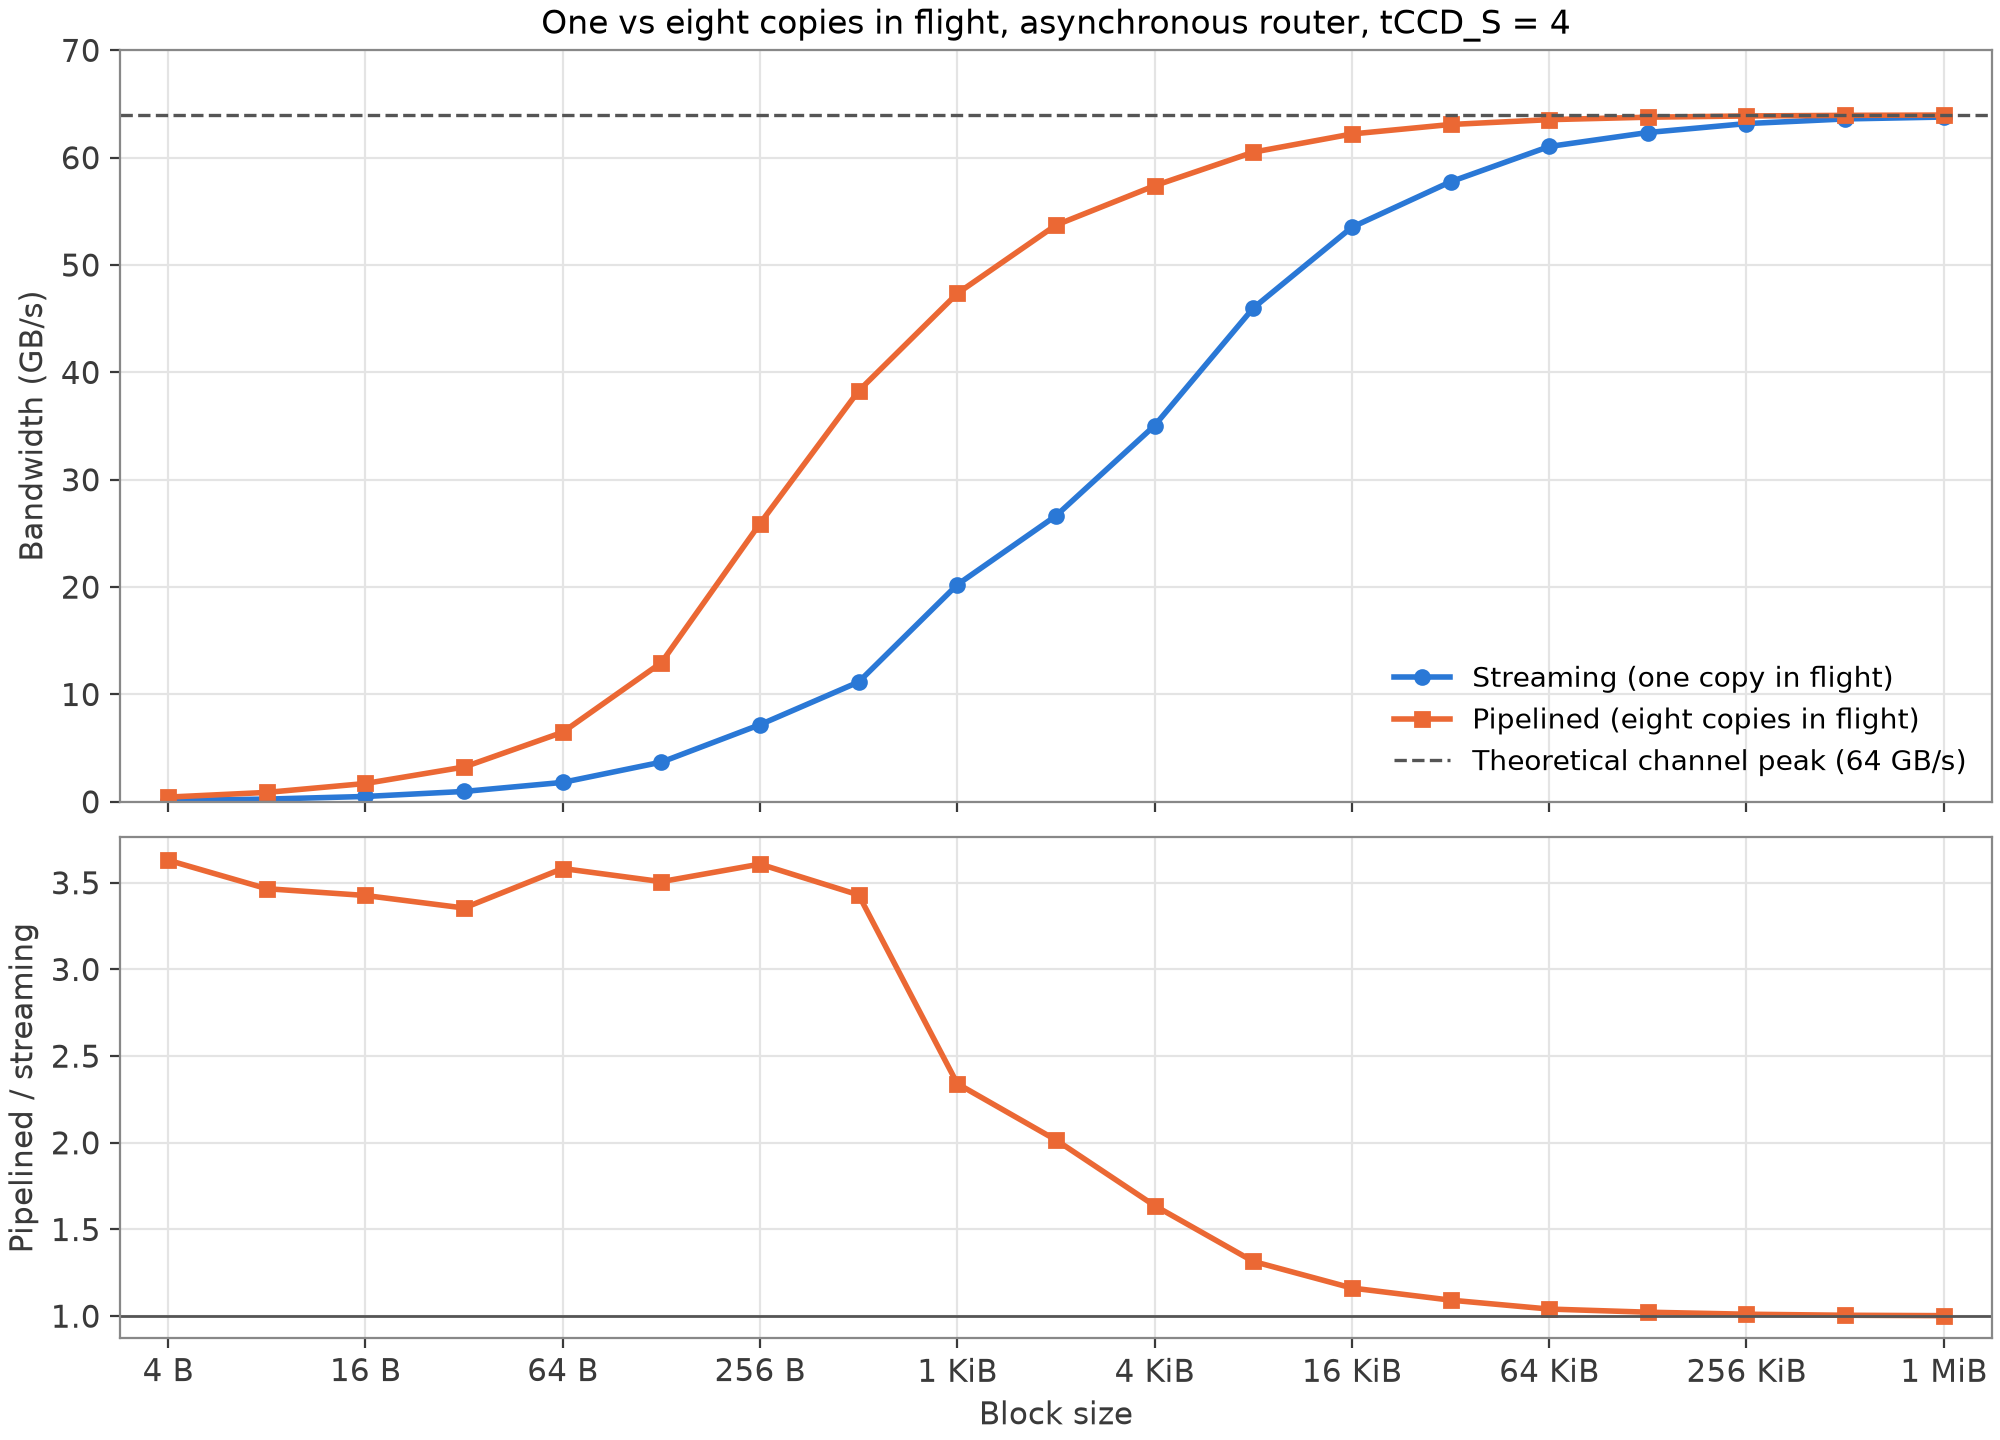 One vs eight copies in flight, asynchronous router, tCCD_S = 4
70
60
50
40
30
20
10
0
Bandwidth (GB/s)
Streaming (one copy in flight)
Pipelined (eight copies in flight)
Theoretical channel peak (64 GB/s)
3.5
3.0
2.5
2.0
1.5
1.0
Pipelined / streaming
4 B 16 B 64 B 256 B 1 KiB 4 KiB 16 KiB 64 KiB 256 KiB 1 MiB
Block size